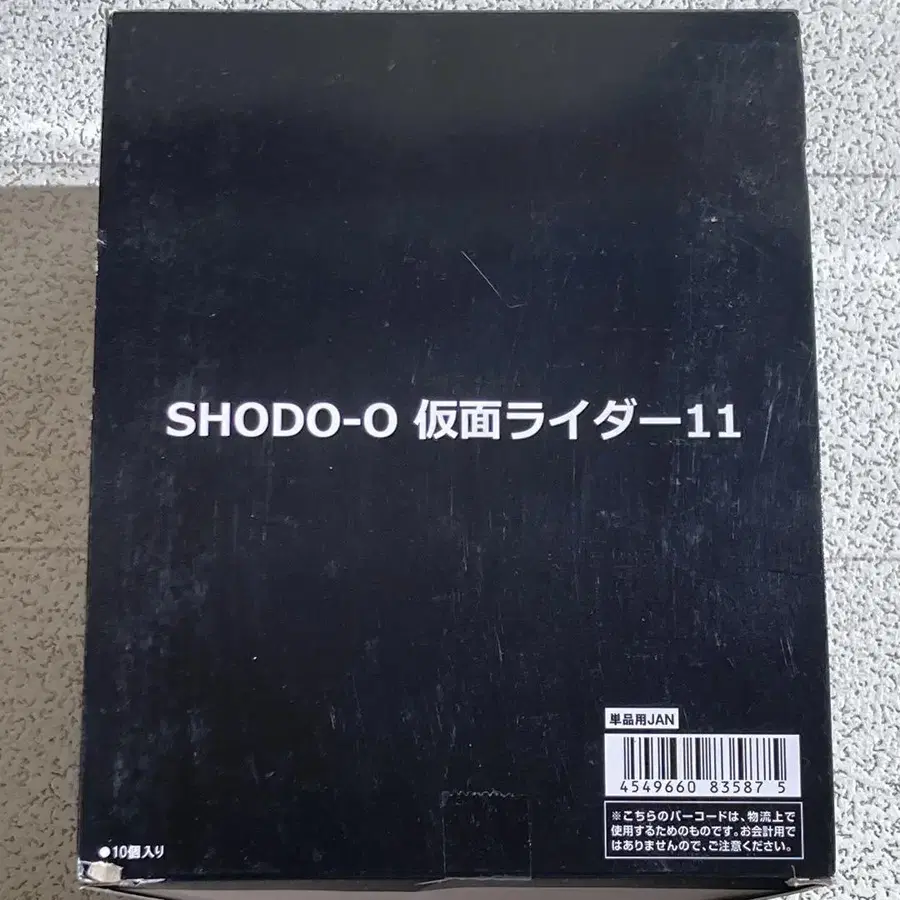 SHODO-O 仮面ライダー11
単品用JAN
4549660 83587 5
※こちらのバーコードは、物流上で
使用するためのものです。お会計用で
はありませんので、ご注意ください。
●10個入り